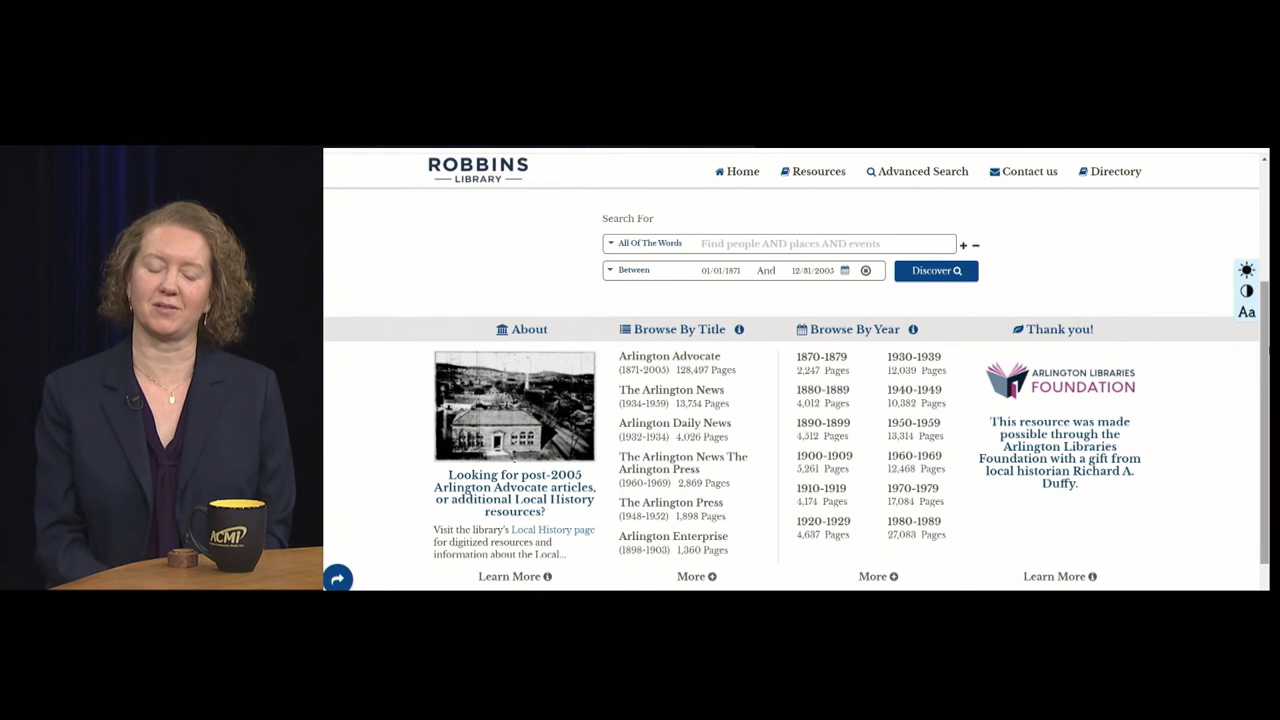 ROBBINS
LIBRARY
Home
Resources
Advanced Search
Contact us
Directory
Search For
All Of The Words
Find people AND places AND events
Between
01/01/1871
And
12/31/2005
Discover
Aa
About
Browse By Title
Browse By Year
Thank you!
Looking for post-2005
Arlington Advocate articles,
or additional Local History
resources?
Visit the library's Local History page
for digitized resources and
information about the Local...
Learn More
Arlington Advocate
(1871-2005) 128,497 Pages
The Arlington News
(1934-1959) 13,754 Pages
Arlington Daily News
(1932-1934) 4,026 Pages
The Arlington News The
Arlington Press
(1960-1969) 2,869 Pages
The Arlington Press
(1948-1952) 1,898 Pages
Arlington Enterprise
(1898-1903) 1,360 Pages
More
1870-1879
2,247 Pages
1880-1889
4,012 Pages
1890-1899
4,512 Pages
1900-1909
5,261 Pages
1910-1919
4,174 Pages
1920-1929
4,637 Pages
1930-1939
12,039 Pages
1940-1949
10,382 Pages
1950-1959
13,314 Pages
1960-1969
12,468 Pages
1970-1979
17,084 Pages
1980-1989
27,083 Pages
More
ARLINGTON LIBRARIES
FOUNDATION
This resource was made
possible through the
Arlington Libraries
Foundation with a gift from
local historian Richard A.
Duffy.
Learn More
ACMi